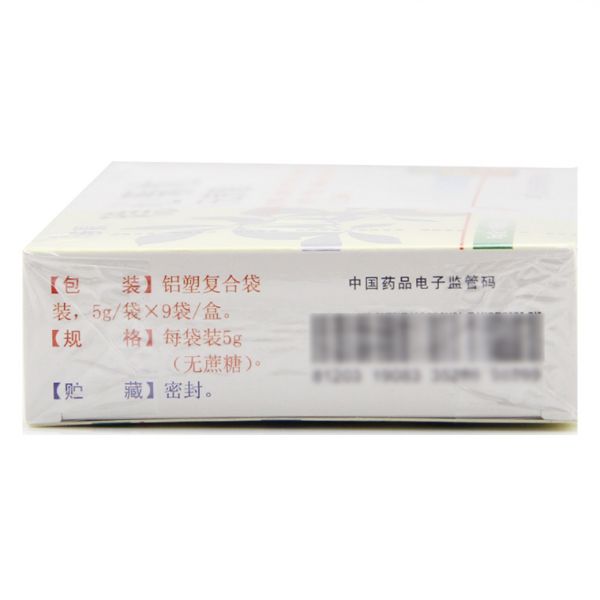 【包 装】铝塑复合袋
装，5g/袋×9袋/盒。
【规 格】每袋装5g
（无蔗糖）。
【贮 藏】密封。
中国药品电子监管码